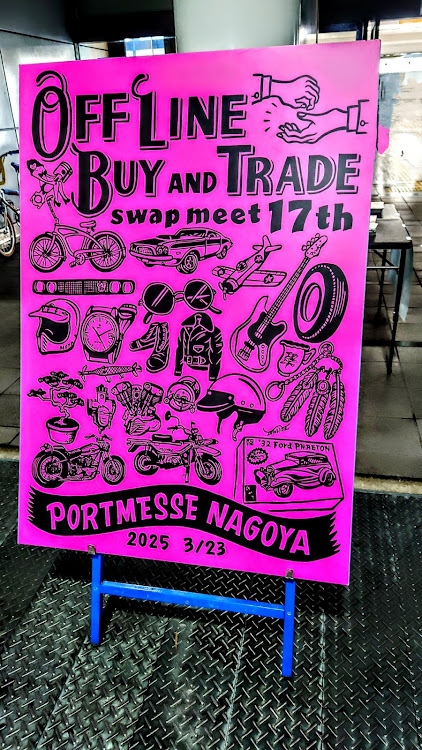 OFF LINE
BUY AND TRADE
swap meet 17th
'32 FORD PHAETON
PORTMESSE NAGOYA
2025 3/23